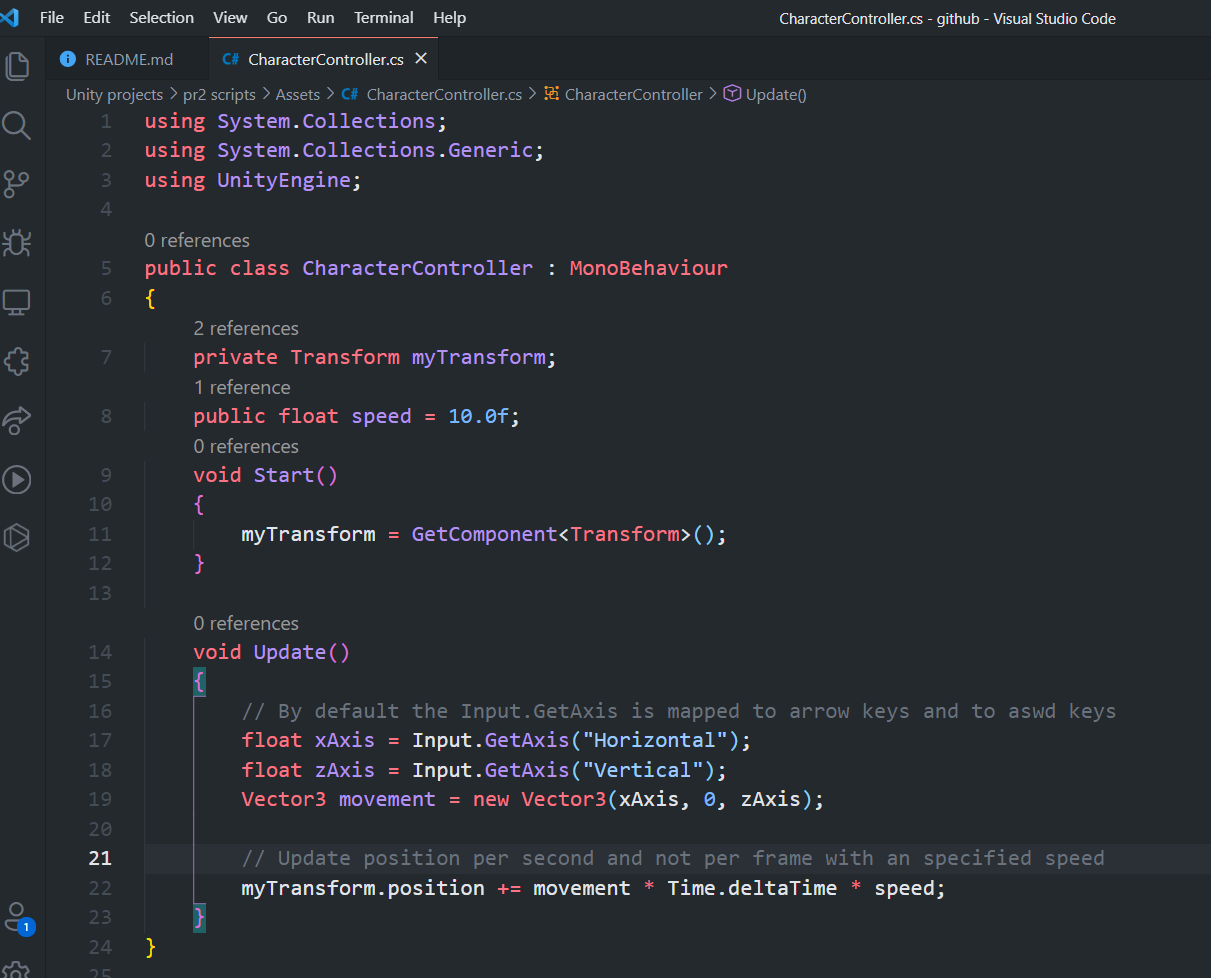 File Edit Selection View Go Run Terminal Help CharacterController.cs - github - Visual Studio Code
README.md C# CharacterController.cs
Unity projects > pr2 scripts > Assets > C# CharacterController.cs > CharacterController > Update()
1 using System.Collections;
2 using System.Collections.Generic;
3 using UnityEngine;
4
0 references
5 public class CharacterController : MonoBehaviour
6 {
2 references
7 private Transform myTransform;
1 reference
8 public float speed = 10.0f;
0 references
9 void Start()
10 {
11 myTransform = GetComponent<Transform>();
12 }
13
0 references
14 void Update()
15 {
16 // By default the Input.GetAxis is mapped to arrow keys and to aswd keys
17 float xAxis = Input.GetAxis("Horizontal");
18 float zAxis = Input.GetAxis("Vertical");
19 Vector3 movement = new Vector3(xAxis, 0, zAxis);
20
21 // Update position per second and not per frame with an specified speed
22 myTransform.position += movement * Time.deltaTime * speed;
23 }
24 }
25
1